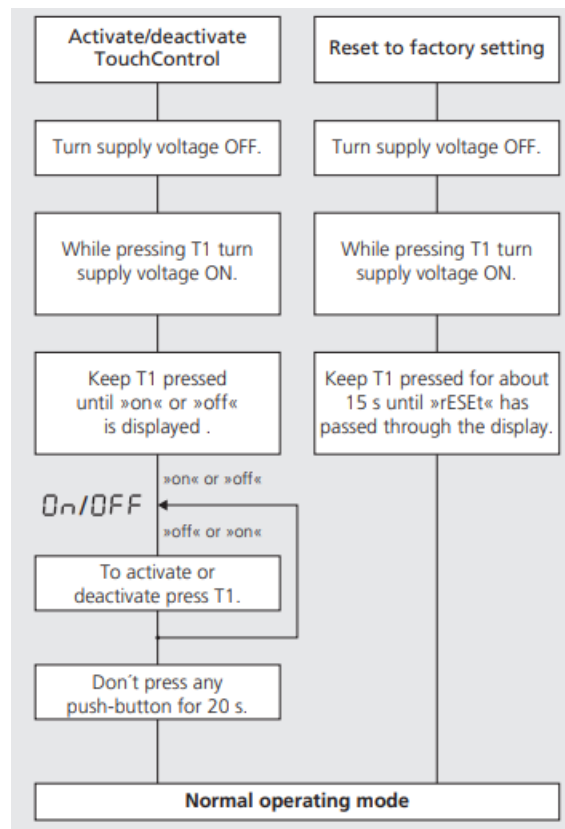 Activate/deactivate
TouchControl
Turn supply voltage OFF.
While pressing T1 turn
supply voltage ON.
Keep T1 pressed
until »on« or »off«
is displayed .
»on« or »off«
On/OFF
»off« or »on«
To activate or
deactivate press T1.
Don´t press any
push-button for 20 s.
Reset to factory setting
Turn supply voltage OFF.
While pressing T1 turn
supply voltage ON.
Keep T1 pressed for about
15 s until »rESEt« has
passed through the display.
Normal operating mode